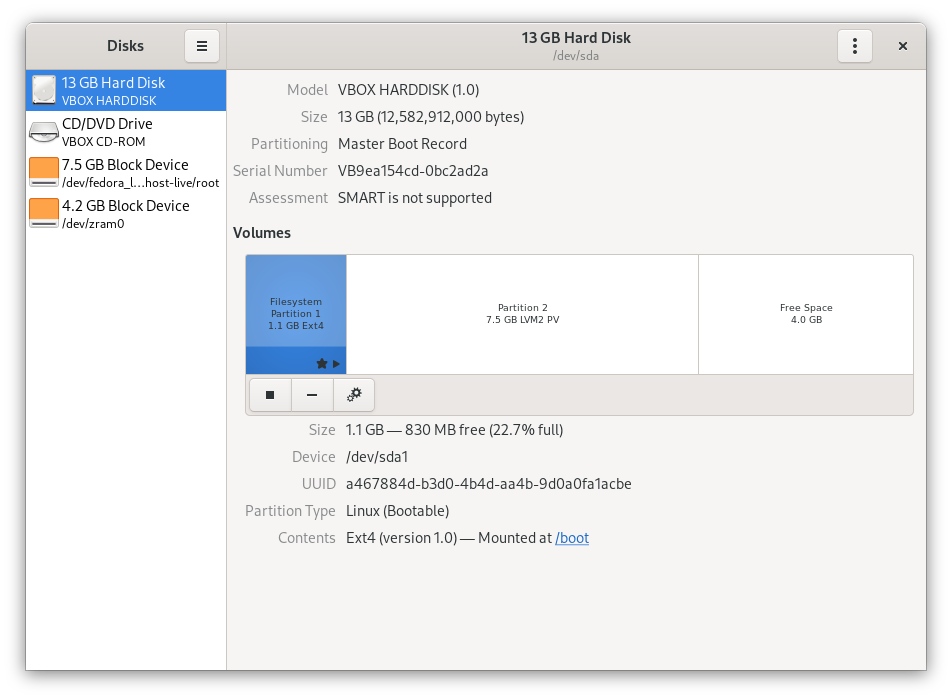 Disks
13 GB Hard Disk
/dev/sda
13 GB Hard Disk
VBOX HARDDISK
CD/DVD Drive
VBOX CD-ROM
7.5 GB Block Device
/dev/fedora_l...host-live/root
4.2 GB Block Device
/dev/zram0
Model VBOX HARDDISK (1.0)
Size 13 GB (12,582,912,000 bytes)
Partitioning Master Boot Record
Serial Number VB9ea154cd-0bc2ad2a
Assessment SMART is not supported
Volumes
Filesystem
Partition 1
1.1 GB Ext4
Partition 2
7.5 GB LVM2 PV
Free Space
4.0 GB
Size 1.1 GB — 830 MB free (22.7% full)
Device /dev/sda1
UUID a467884d-b3d0-4b4d-aa4b-9d0a0fa1acbe
Partition Type Linux (Bootable)
Contents Ext4 (version 1.0) — Mounted at /boot